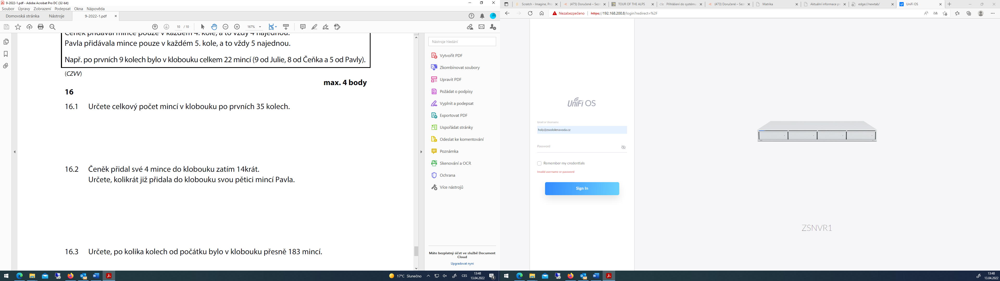 9-2022-1.pdf - Adobe Acrobat Pro DC (32-bit)
Soubor Úpravy Zobrazení Podepsat Okna Nápověda
Domovská stránka Nástroje 9-2022-1.pdf
10 / 10 167%
Čeněk přidával mince pouze v každém 4. kole, a to vždy 4 najednou.
Pavla přidávala mince pouze v každém 5. kole, a to vždy 5 najednou.
Např. po prvních 9 kolech bylo v klobouku celkem 22 mincí (9 od Julie, 8 od Čeňka a 5 od Pavly).
(CZVV)
max. 4 body
16
16.1 Určete celkový počet mincí v klobouku po prvních 35 kolech.
16.2 Čeněk přidal své 4 mince do klobouku zatím 14krát.
Určete, kolikrát již přidala do klobouku svou pětici mincí Pavla.
16.3 Určete, po kolika kolech od počátku bylo v klobouku přesně 183 mincí.
Nástroje hledání
Vytvořit PDF
Zkombinovat soubory
Upravit PDF
Požádat o podpisy
Vyplnit a podepsat
Exportovat PDF
Uspořádat stránky
Odeslat ke komentování
Poznámka
Skenování a OCR
Ochrana
Více nástrojů
Máte bezplatný účet ve službě Document
Cloud
Upgradovat nyní
17°C Slunečno CES 13:48
13.04.2022
4
Scratch - Imagine, Pro (475) Doručené – Sezn TOUR OF THE ALPS Přihlášení do systému (473) Doručené – Sezn Matrika Aktuální informace pr edge://newtab/ UniFi OS
Nezabezpečeno https://192.168.200.8/login?redirect=%2F
UniFi OS
Email or Username
holy@zsodolenavoda.cz
Password
Remember my credentials
Invalid username or password
Sign In
ZSNVR1
13:48
13.04.2022